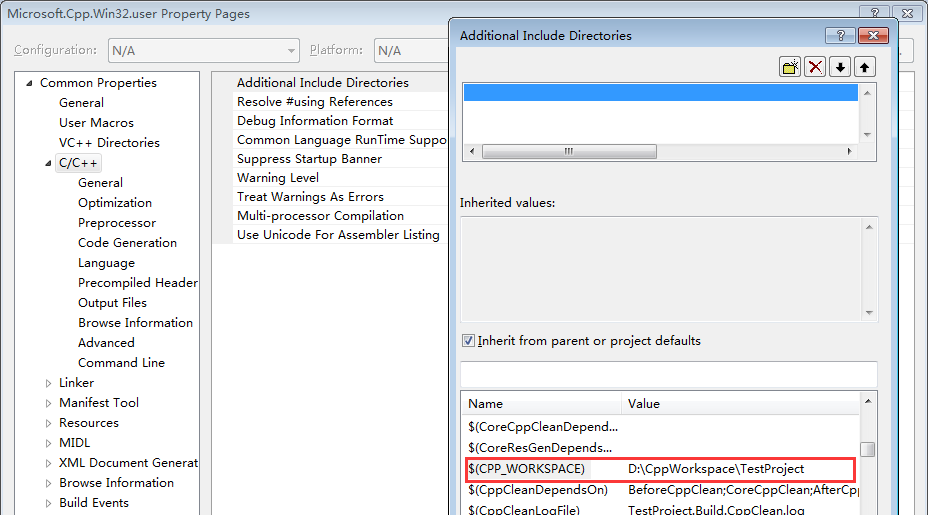 Microsoft.Cpp.Win32.user Property Pages
Configuration: N/A Platform: N/A
Common Properties
General
User Macros
VC++ Directories
C/C++
General
Optimization
Preprocessor
Code Generation
Language
Precompiled Header
Output Files
Browse Information
Advanced
Command Line
Linker
Manifest Tool
Resources
MIDL
XML Document Generat
Browse Information
Build Events
Additional Include Directories
Resolve #using References
Debug Information Format
Common Language RunTime Suppo
Suppress Startup Banner
Warning Level
Treat Warnings As Errors
Multi-processor Compilation
Use Unicode For Assembler Listing
Additional Include Directories
Inherited values:
Inherit from parent or project defaults
Name Value
$(CoreCppCleanDepend...
$(CoreResGenDepends...
$(CPP_WORKSPACE) D:\CppWorkspace\TestProject
$(CppCleanDependsOn) BeforeCppClean;CoreCppClean;AfterCp
$(CppCleanLogFile) TestProject.Build.CppClean.log